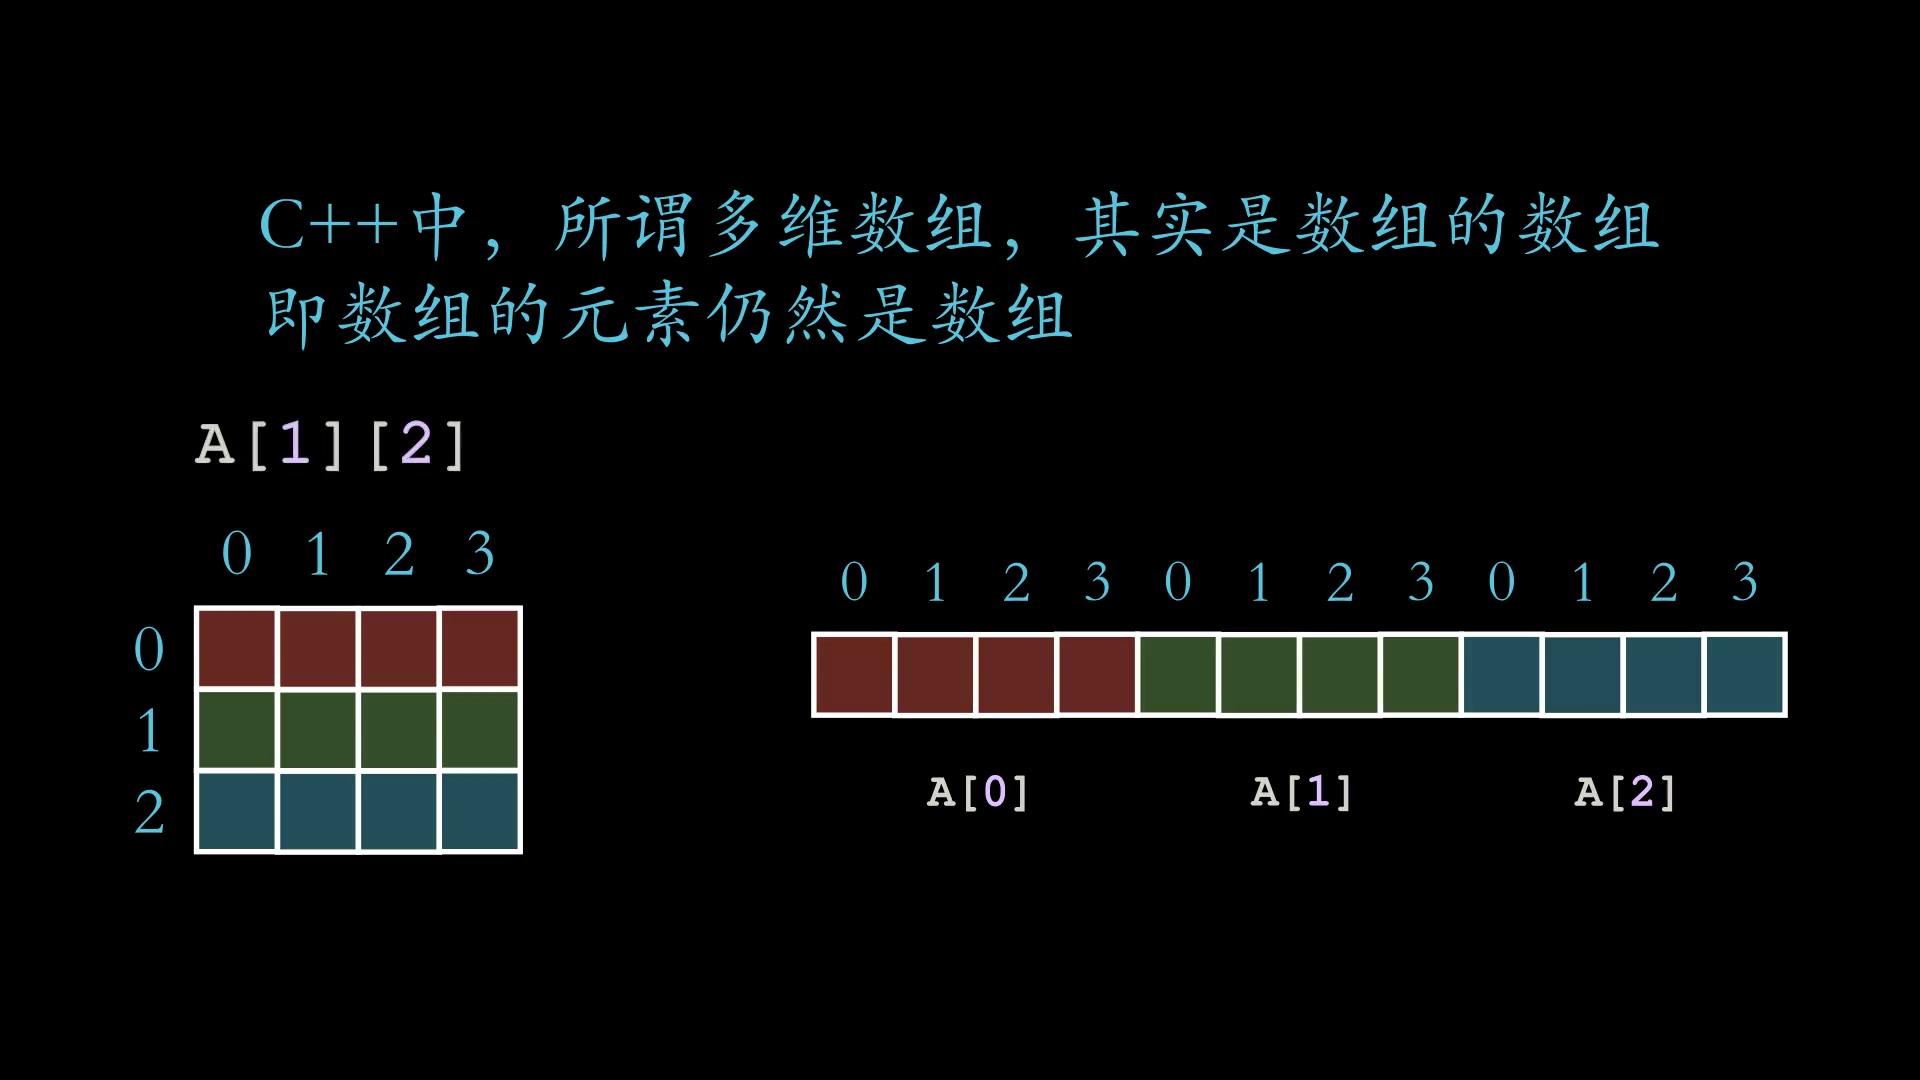 C++中，所谓多维数组，其实是数组的数组
即数组的元素仍然是数组
A[1][2]
0 1 2 3
0
1
2
0 1 2 3 0 1 2 3 0 1 2 3
A[0] A[1] A[2]